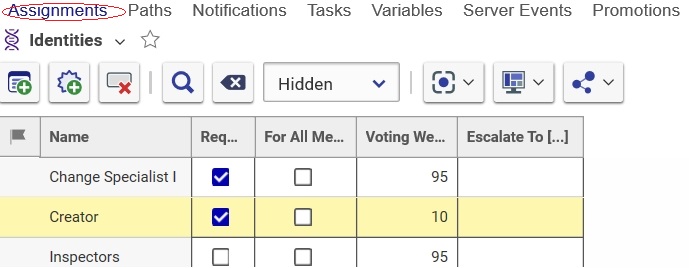 Assignments Paths Notifications Tasks Variables Server Events Promotions
Identities
Hidden
Name Req... For All Me... Voting We... Escalate To [...]
Change Specialist I 95
Creator 10
Inspectors 95